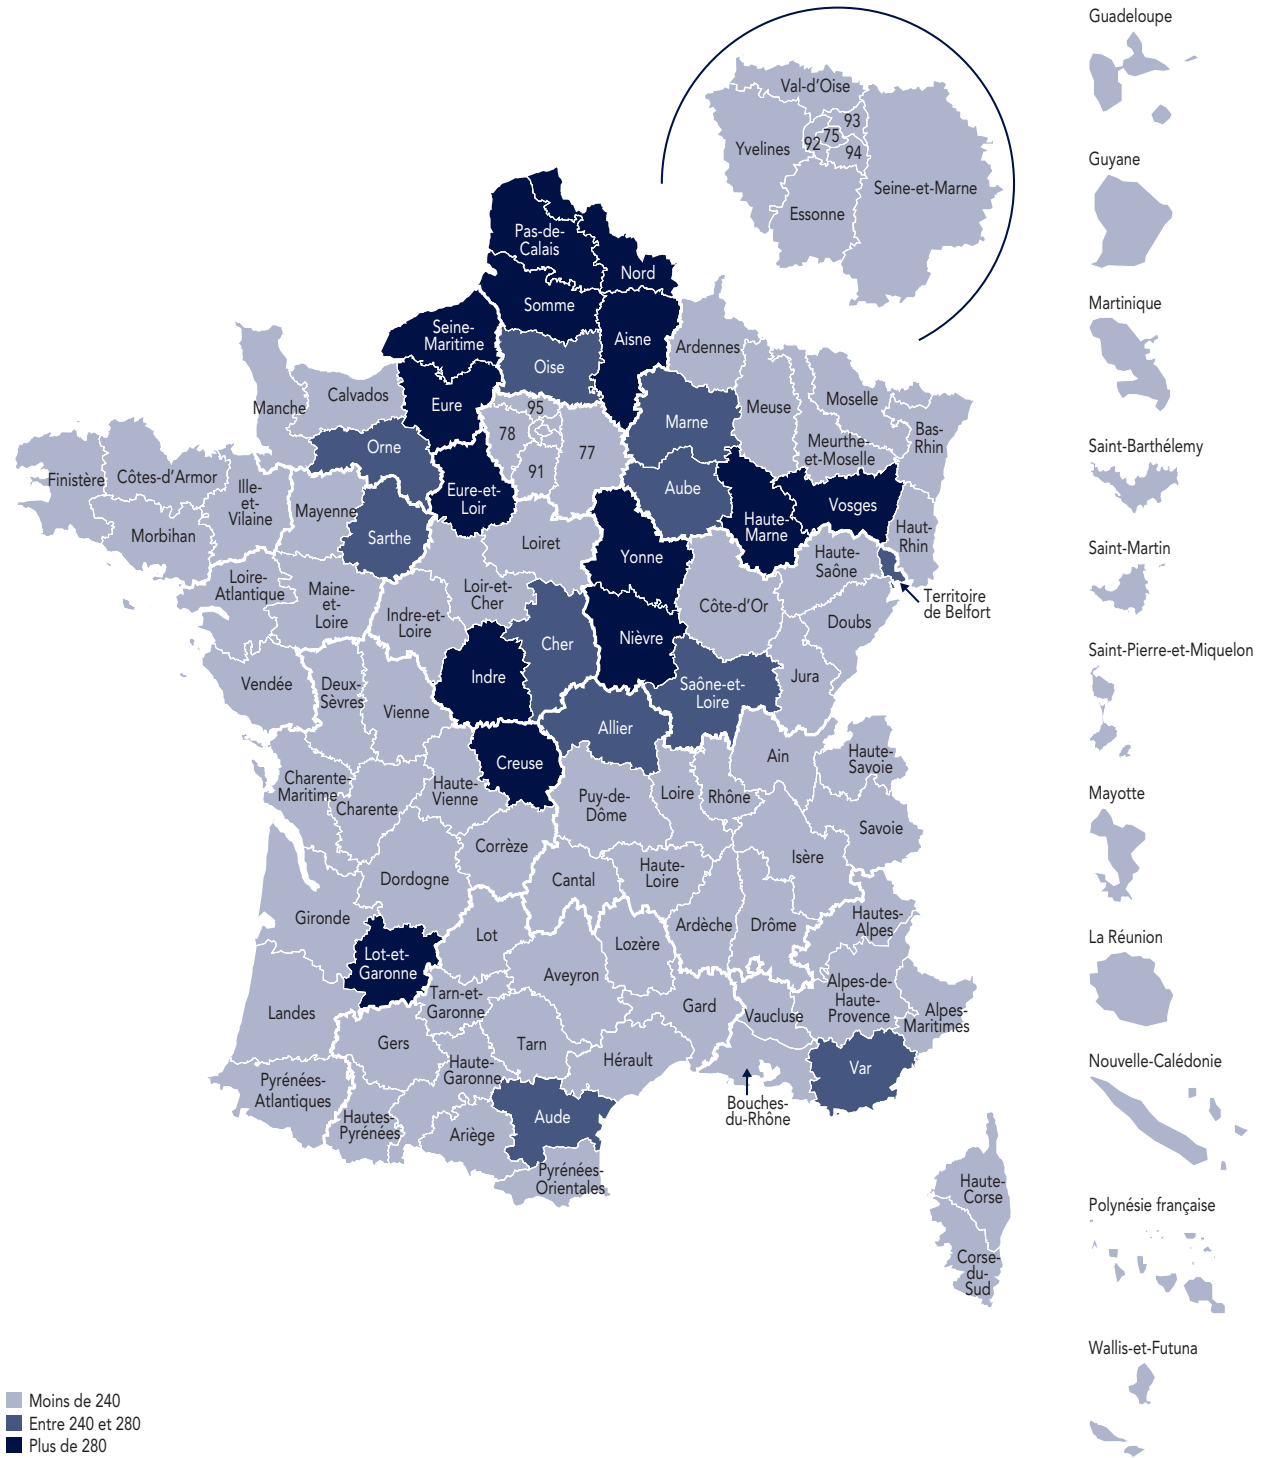 Guadeloupe
Val-d'Oise
93
75
92
94
Yvelines
Seine-et-Marne
Essonne
Guyane
Martinique
Saint-Barthélemy
Saint-Martin
Saint-Pierre-et-Miquelon
Mayotte
La Réunion
Nouvelle-Calédonie
Polynésie française
Wallis-et-Futuna
Pas-de-
Calais
Nord
Somme
Seine-
Maritime
Aisne
Oise
Ardennes
Eure
Calvados
Manche
95
78
77
91
Marne
Meuse
Moselle
Meurthe-
et-Moselle
Bas-
Rhin
Orne
Finistère
Côtes-d'Armor
Ille-
et-
Vilaine
Morbihan
Mayenne
Sarthe
Eure-et-
Loir
Aube
Haute-
Marne
Vosges
Haut-
Rhin
Loiret
Yonne
Haute-
Saône
Territoire
de Belfort
Loire-
Atlantique
Maine-
et-
Loire
Indre-et-
Loire
Loir-et-
Cher
Cher
Nièvre
Côte-d'Or
Doubs
Vendée
Deux-
Sèvres
Vienne
Indre
Saône-et-
Loire
Jura
Allier
Creuse
Charente-
Maritime
Charente
Haute-
Vienne
Puy-de-
Dôme
Loire
Rhône
Ain
Haute-
Savoie
Savoie
Corrèze
Dordogne
Cantal
Haute-
Loire
Isère
Gironde
Lot-et-
Garonne
Lot
Aveyron
Lozère
Ardèche
Drôme
Hautes-
Alpes
Landes
Tarn-et-
Garonne
Gard
Vaucluse
Alpes-de-
Haute-
Provence
Alpes-
Maritimes
Gers
Tarn
Hérault
Haute-
Garonne
Var
Bouches-
du-Rhône
Pyrénées-
Atlantiques
Hautes-
Pyrénées
Ariège
Aude
Pyrénées-
Orientales
Haute-
Corse
Corse-
du-
Sud
Moins de 240
Entre 240 et 280
Plus de 280